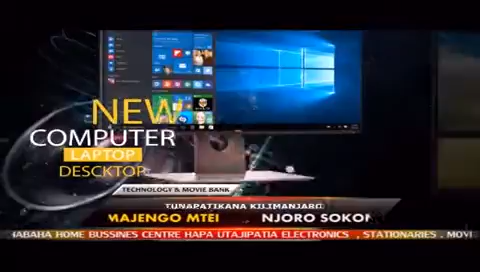 NEW
COMPUTER
LAPTOP
DESCKTOP
TECHNOLOGY & MOVIE BANK
TUNAPATIKANA KILIMANJARO
MAJENGO MTEI NJORO SOKON
HABAHA HOME BUSSINES CENTRE HAPA UTAJIPATIA ELECTRONICS , STATIONARIES , MOVI